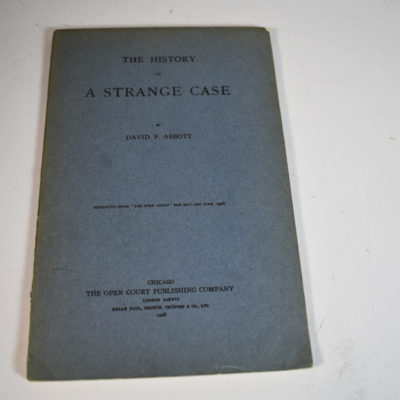 THE HISTORY
OF
A STRANGE CASE
BY
DAVID P. ABBOTT
REPRINTED FROM "THE OPEN COURT" FOR MAY AND JUNE, 1908
CHICAGO
THE OPEN COURT PUBLISHING COMPANY
LONDON AGENTS
KEGAN PAUL, TRENCH, TRÜBNER & CO., LTD.
1908